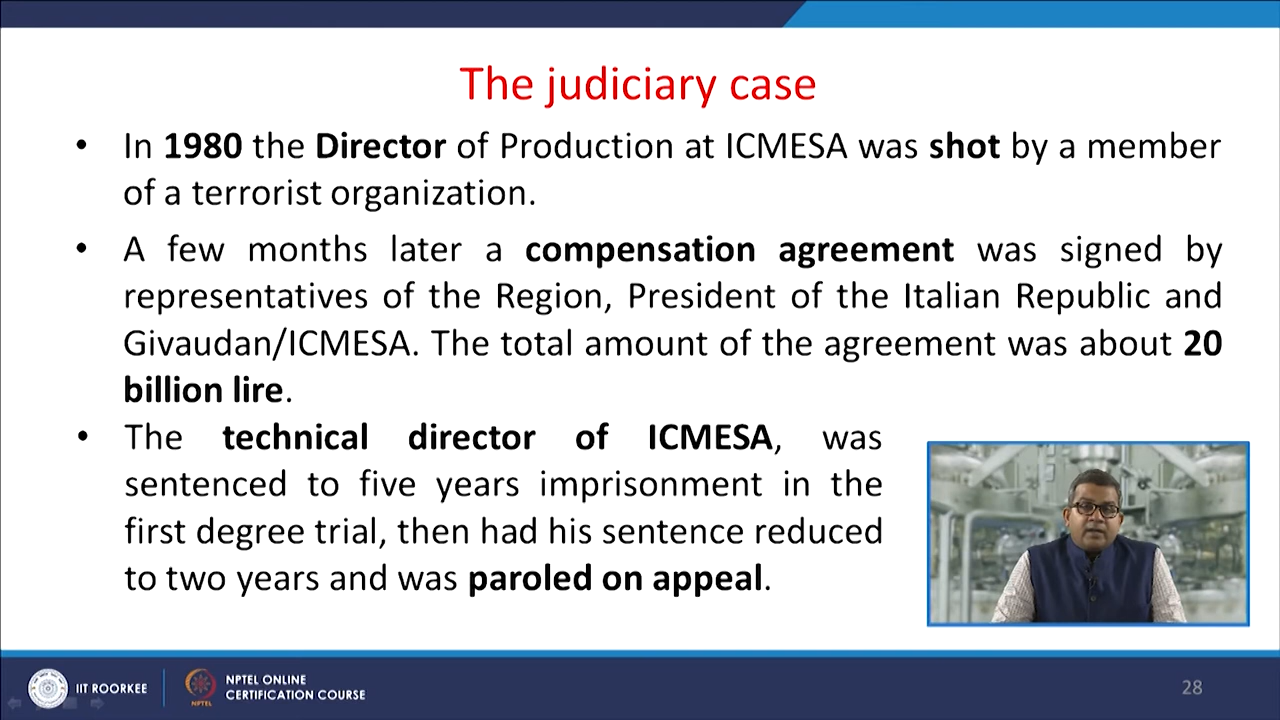 The judiciary case
• In 1980 the Director of Production at ICMESA was shot by a member
of a terrorist organization.
• A few months later a compensation agreement was signed by
representatives of the Region, President of the Italian Republic and
Givaudan/ICMESA. The total amount of the agreement was about 20
billion lire.
• The technical director of ICMESA, was
sentenced to five years imprisonment in the
first degree trial, then had his sentence reduced
to two years and was paroled on appeal.
IIT ROORKEE
NPTEL
NPTEL ONLINE
CERTIFICATION COURSE
28